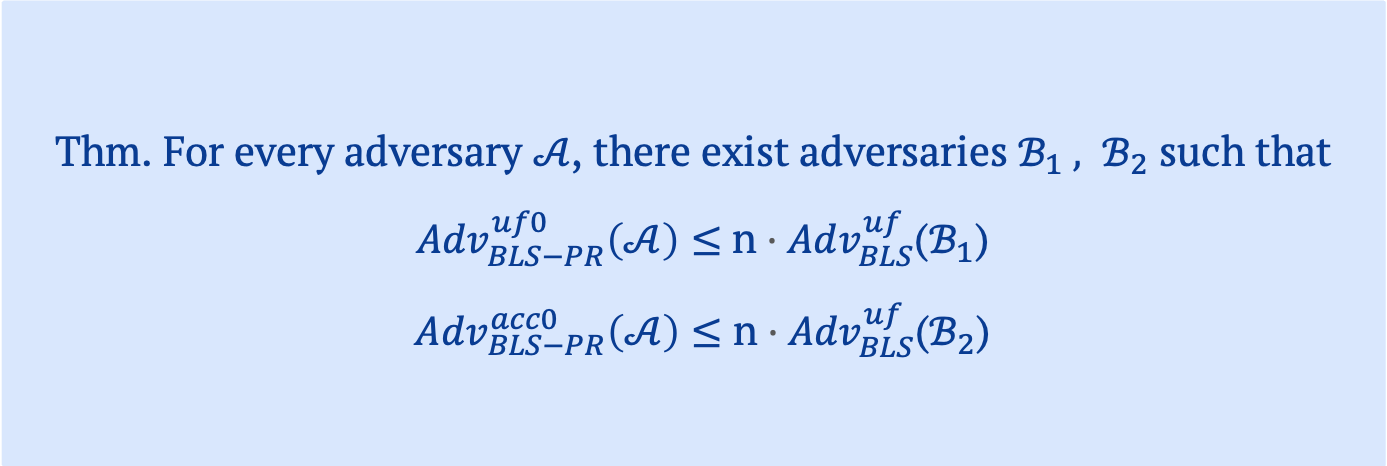 Thm. For every adversary 𝒜, there exist adversaries ℬ₁ , ℬ₂ such that
Adv^{uf0}_{BLS−PR}(𝒜) ≤ n · Adv^{uf}_{BLS}(ℬ₁)
Adv^{acc0}_{BLS−PR}(𝒜) ≤ n · Adv^{uf}_{BLS}(ℬ₂)